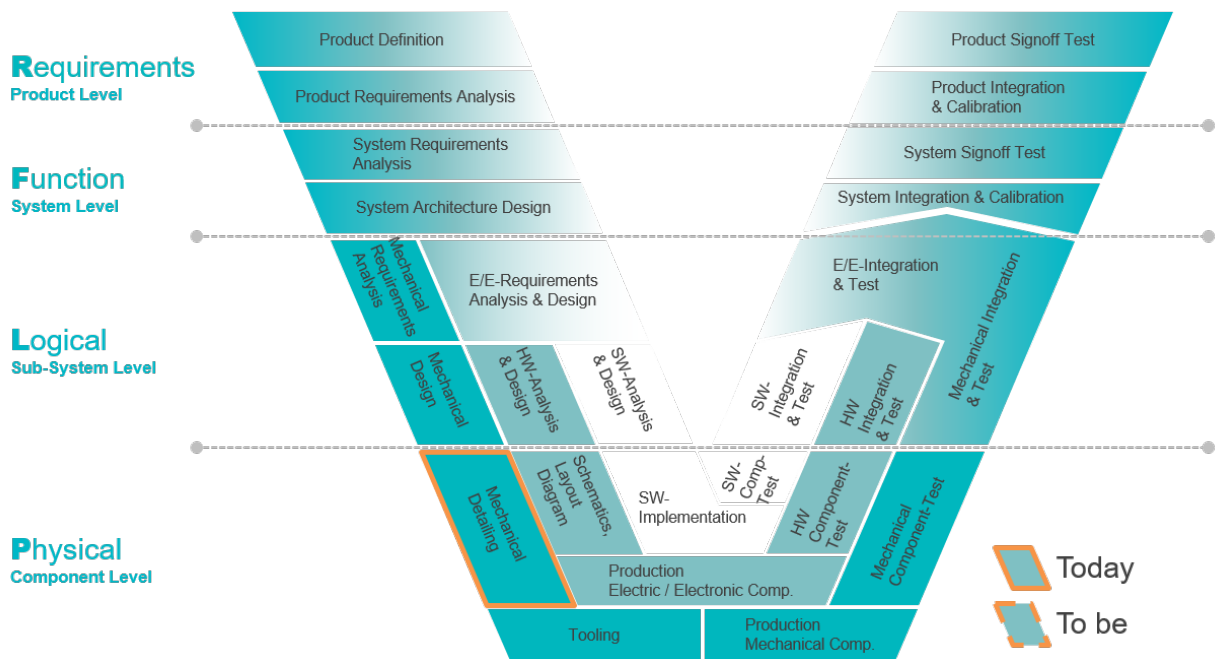 Requirements
Product Level
Product Definition
Product Requirements Analysis
Product Signoff Test
Product Integration
& Calibration
Function
System Level
System Requirements
Analysis
System Architecture Design
System Signoff Test
System Integration & Calibration
Logical
Sub-System Level
Mechanical
Requirements
Analysis
E/E-Requirements
Analysis & Design
E/E-Integration
& Test
Mechanical Integration
& Test
Mechanical
Design
HW-Analysis
& Design
SW-Analysis
& Design
SW-
Integration
& Test
HW
Integration
& Test
Physical
Component Level
Mechanical
Detailing
Schematics,
Layout
Diagram
SW-
Implementation
SW-
Comp-
Test
HW
Component-
Test
Mechanical
Component-Test
Production
Electric / Electronic Comp.
Tooling
Production
Mechanical Comp.
Today
To be